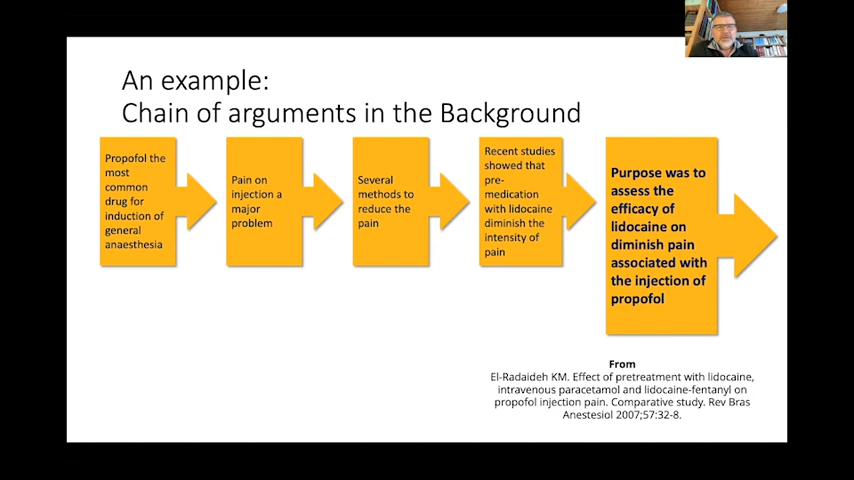 An example:
Chain of arguments in the Background
Propofol the
most
common
drug for
induction of
general
anaesthesia
Pain on
injection a
major
problem
Several
methods to
reduce the
pain
Recent studies
showed that
pre-
medication
with lidocaine
diminish the
intensity of
pain
Purpose was to
assess the
efficacy of
lidocaine on
diminish pain
associated with
the injection of
propofol
From
El-Radaideh KM. Effect of pretreatment with lidocaine,
intravenous paracetamol and lidocaine-fentanyl on
propofol injection pain. Comparative study. Rev Bras
Anestesiol 2007;57:32-8.